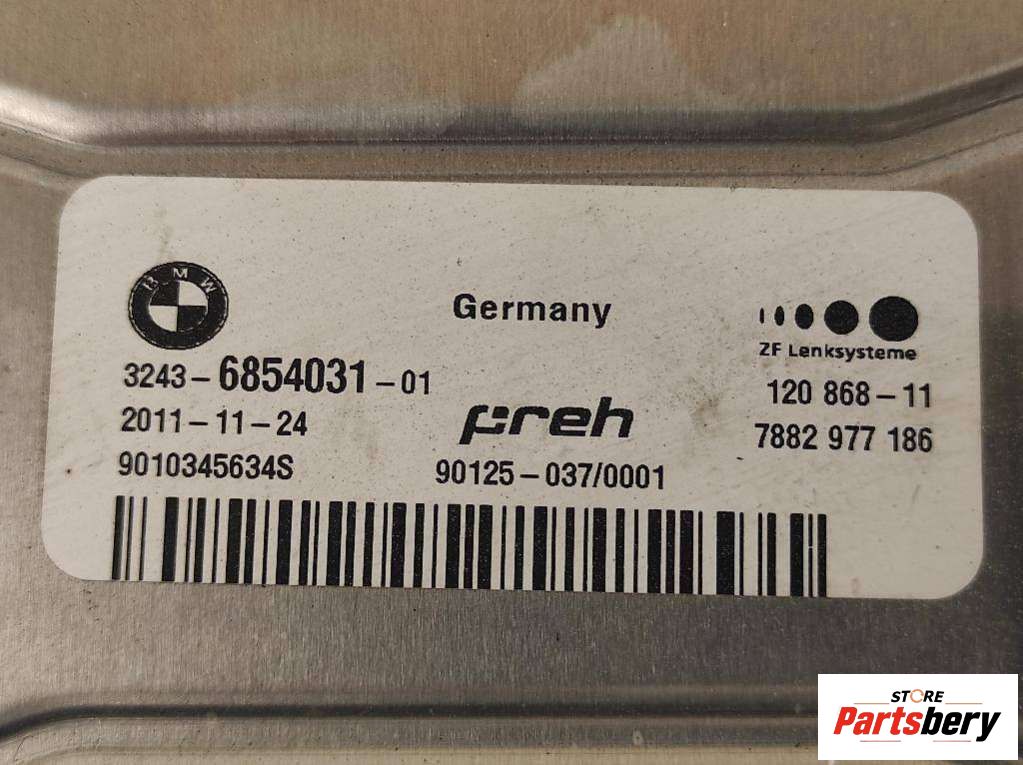 BMW
Germany
ZF Lenksysteme
3243-6854031-01
120 868-11
2011-11-24
preh
7882 977 186
9010345634S
90125-037/0001
STORE
Partsbery